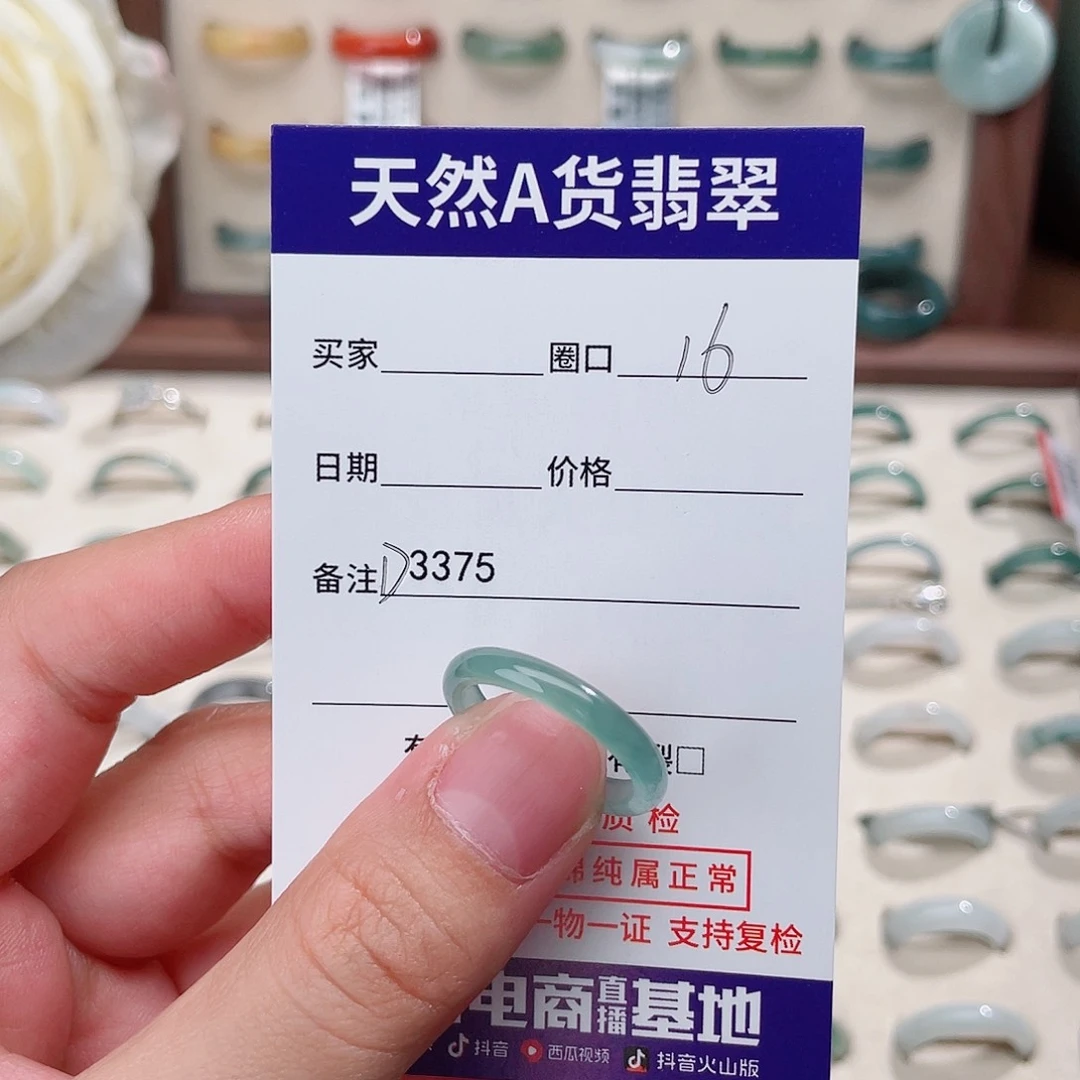 天然A货翡翠
买家 圈口 16
日期 价格
备注 D3375
裂□
质检
纯属正常
一物一证 支持复检
电商直播基地
抖音 西瓜视频 抖音火山版